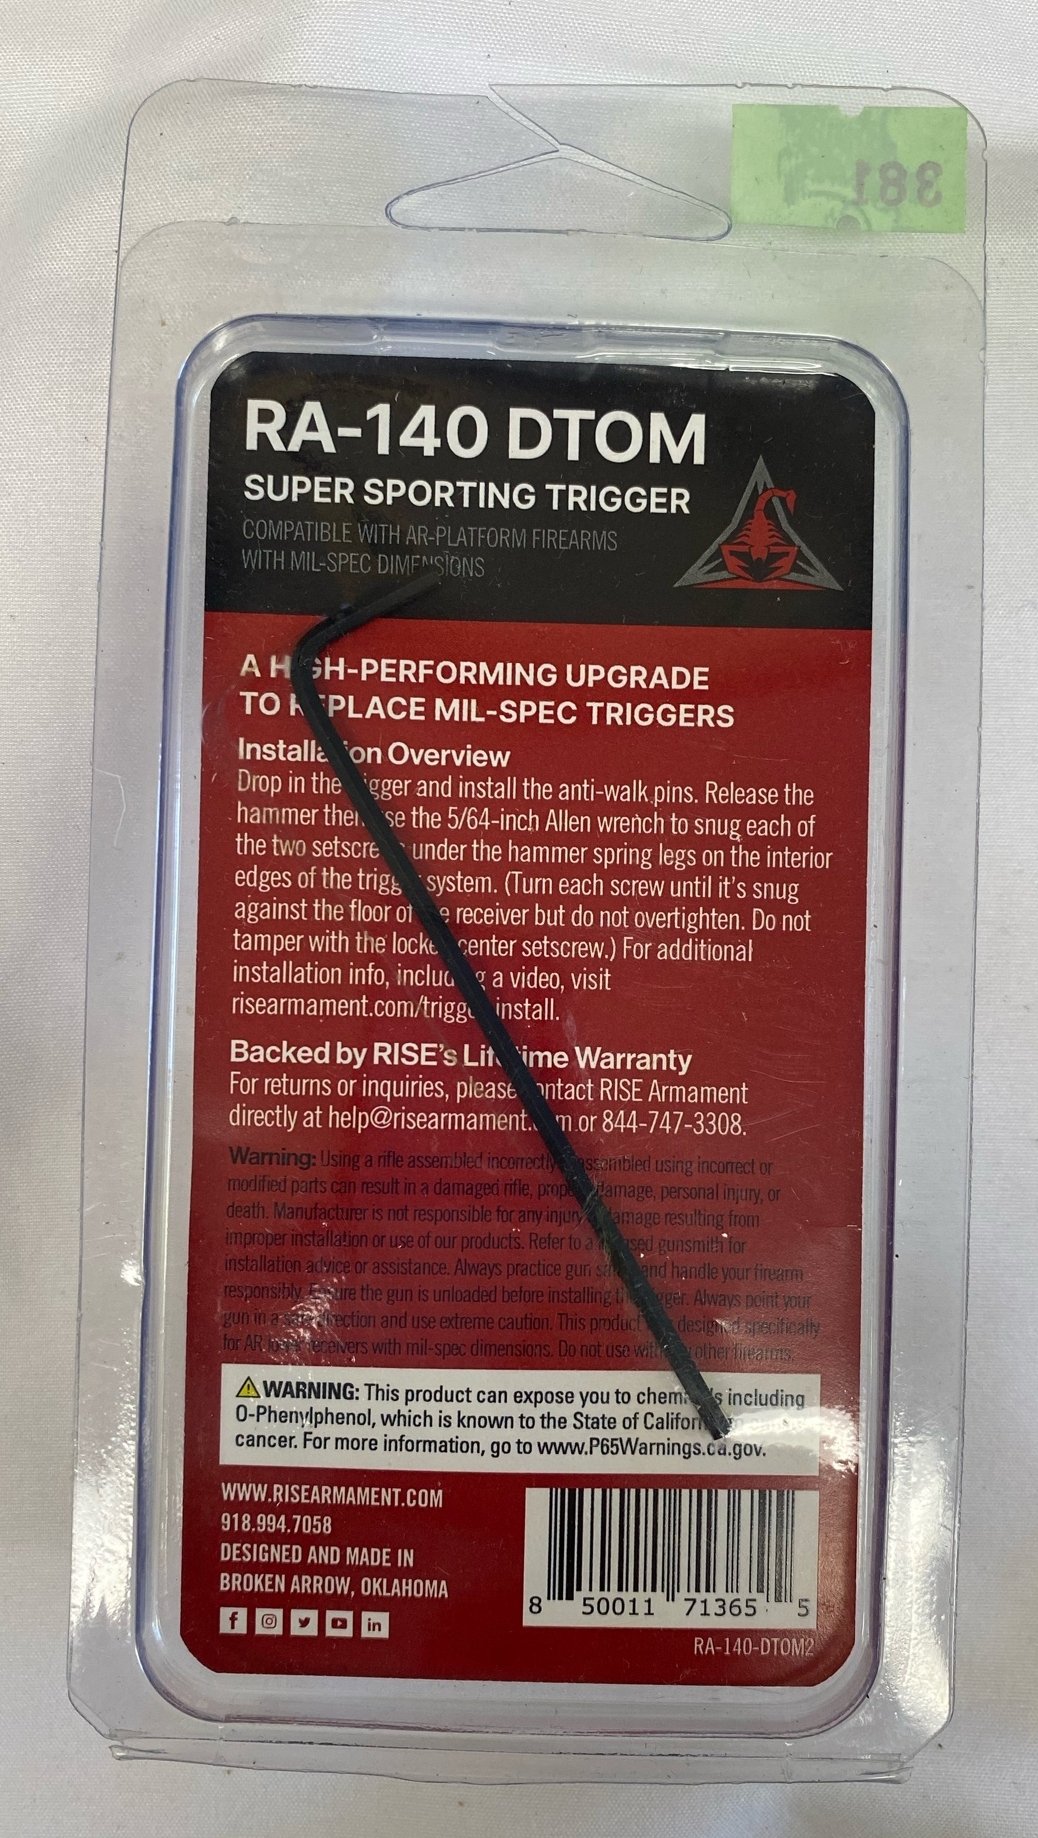 381
RA-140 DTOM
SUPER SPORTING TRIGGER
COMPATIBLE WITH AR-PLATFORM FIREARMS
WITH MIL-SPEC DIMENSIONS
A HIGH-PERFORMING UPGRADE
TO REPLACE MIL-SPEC TRIGGERS
Installation Overview
Drop in the trigger and install the anti-walk pins. Release the
hammer then use the 5/64-inch Allen wrench to snug each of
the two setscrews under the hammer spring legs on the interior
edges of the trigger system. (Turn each screw until it's snug
against the floor of the receiver but do not overtighten. Do not
tamper with the locked center setscrew.) For additional
installation info, including a video, visit
risearmament.com/trigger-install.
Backed by RISE's Lifetime Warranty
For returns or inquiries, please contact RISE Armament
directly at help@risearmament.com or 844-747-3308.
Warning: Using a rifle assembled incorrectly or assembled using incorrect or
modified parts can result in a damaged rifle, property damage, personal injury, or
death. Manufacturer is not responsible for any injury or damage resulting from
improper installation or use of our products. Refer to a licensed gunsmith for
installation advice or assistance. Always practice gun safety and handle your firearm
responsibly. Ensure the gun is unloaded before installing the trigger. Always point your
gun in a safe direction and use extreme caution. This product was designed specifically
for AR lower receivers with mil-spec dimensions. Do not use with any other firearms.
WARNING: This product can expose you to chemicals including
O-Phenylphenol, which is known to the State of California to cause
cancer. For more information, go to www.P65Warnings.ca.gov.
WWW.RISEARMAMENT.COM
918.994.7058
DESIGNED AND MADE IN
BROKEN ARROW, OKLAHOMA
8 50011 71365 5
RA-140-DTOM2